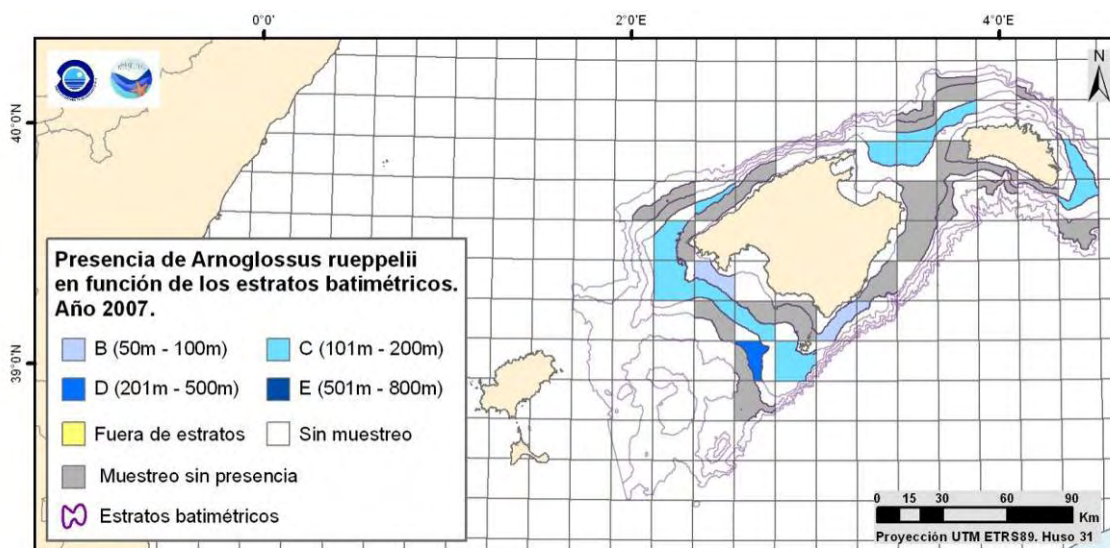 0°0'
2°0'E
4°0'E
N
40°0'N
39°0'N
Presencia de Arnoglossus rueppelii
en función de los estratos batimétricos.
Año 2007.
B (50m - 100m)
C (101m - 200m)
D (201m - 500m)
E (501m - 800m)
Fuera de estratos
Sin muestreo
Muestreo sin presencia
Estratos batimétricos
0 15 30 60 90
Km
Proyección UTM ETRS89. Huso 31